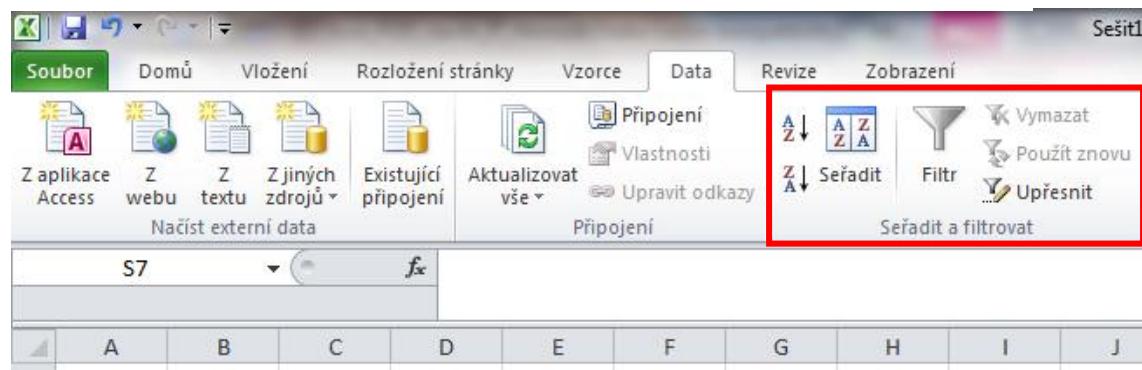 Sešit1
Soubor Domů Vložení Rozložení stránky Vzorce Data Revize Zobrazení
Z aplikace Access
Z webu
Z textu
Z jiných zdrojů
Existující připojení
Načíst externí data
Aktualizovat vše
Připojení
Vlastnosti
Upravit odkazy
Připojení
A Z
Z A
A Z
Z A
Seřadit
Filtr
Vymazat
Použít znovu
Upřesnit
Seřadit a filtrovat
S7 fx
A B C D E F G H I J